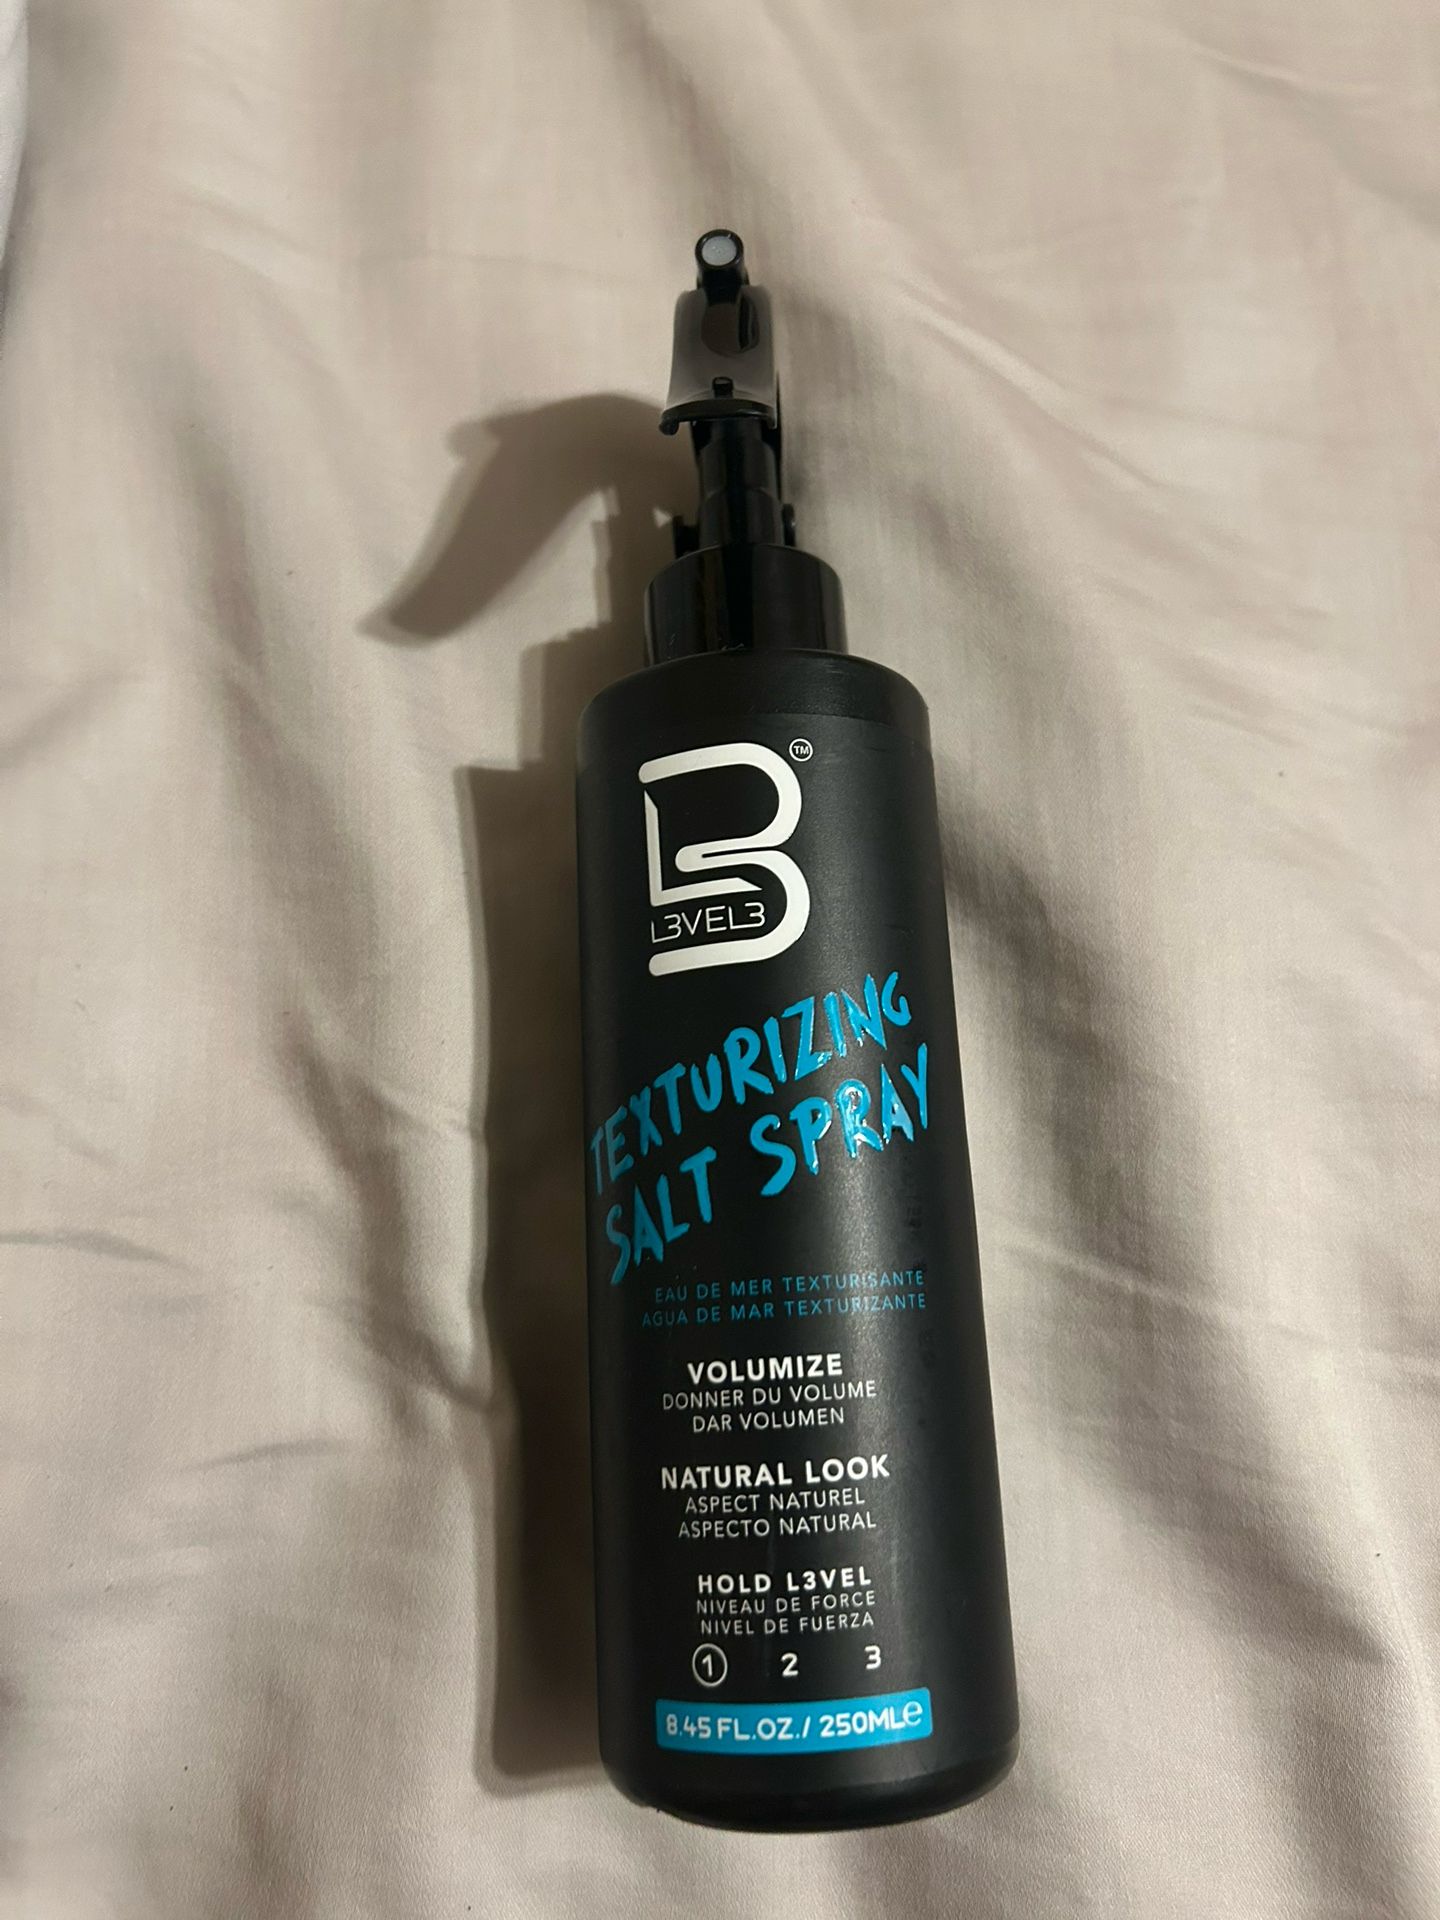 TM
L3VEL3
TEXTURIZING
SALT SPRAY
EAU DE MER TEXTURISANTE
AGUA DE MAR TEXTURIZANTE
VOLUMIZE
DONNER DU VOLUME
DAR VOLUMEN
NATURAL LOOK
ASPECT NATUREL
ASPECTO NATURAL
HOLD L3VEL
NIVEAU DE FORCE
NIVEL DE FUERZA
1 2 3
8.45 FL.OZ./ 250ML℮